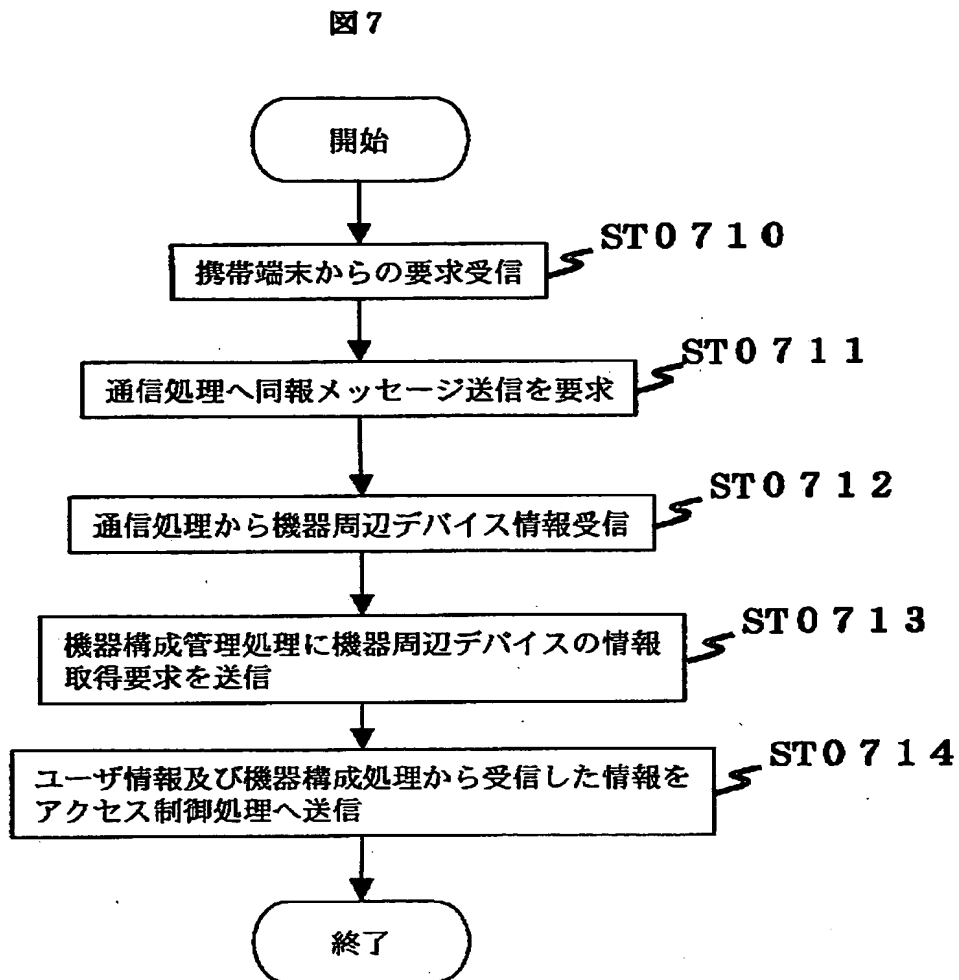 図7
開始
ST0710
携帯端末からの要求受信
ST0711
通信処理へ同報メッセージ送信を要求
ST0712
通信処理から機器周辺デバイス情報受信
ST0713
機器構成管理処理に機器周辺デバイスの情報
取得要求を送信
ST0714
ユーザ情報及び機器構成処理から受信した情報を
アクセス制御処理へ送信
終了